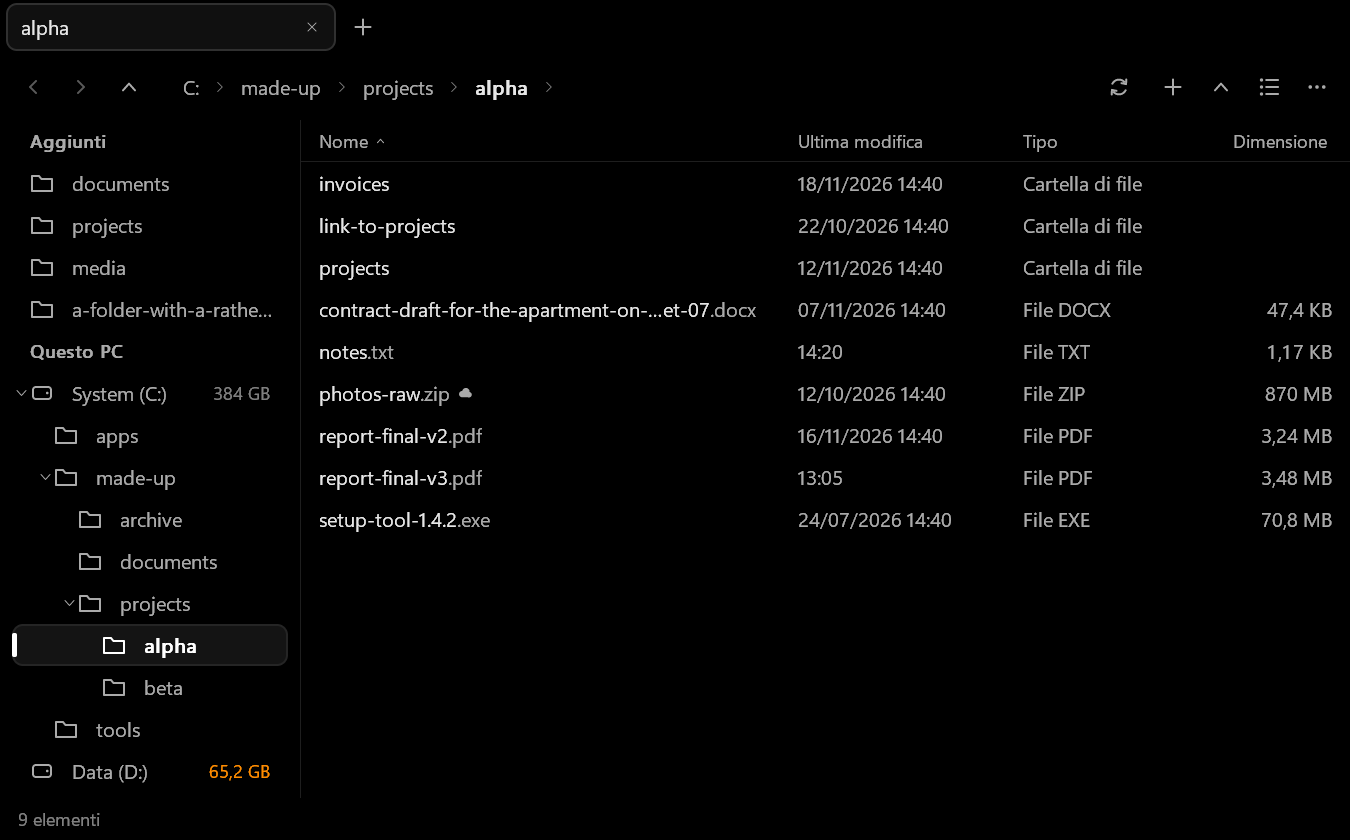 alpha
C: made-up projects alpha
Aggiunti
documents
projects
media
a-folder-with-a-rathe...
Questo PC
System (C:) 384 GB
apps
made-up
archive
documents
projects
alpha
beta
tools
Data (D:) 65,2 GB
Nome Ultima modifica Tipo Dimensione
invoices 18/11/2026 14:40 Cartella di file
link-to-projects 22/10/2026 14:40 Cartella di file
projects 12/11/2026 14:40 Cartella di file
contract-draft-for-the-apartment-on-...et-07.docx 07/11/2026 14:40 File DOCX 47,4 KB
notes.txt 14:20 File TXT 1,17 KB
photos-raw.zip 12/10/2026 14:40 File ZIP 870 MB
report-final-v2.pdf 16/11/2026 14:40 File PDF 3,24 MB
report-final-v3.pdf 13:05 File PDF 3,48 MB
setup-tool-1.4.2.exe 24/07/2026 14:40 File EXE 70,8 MB
9 elementi